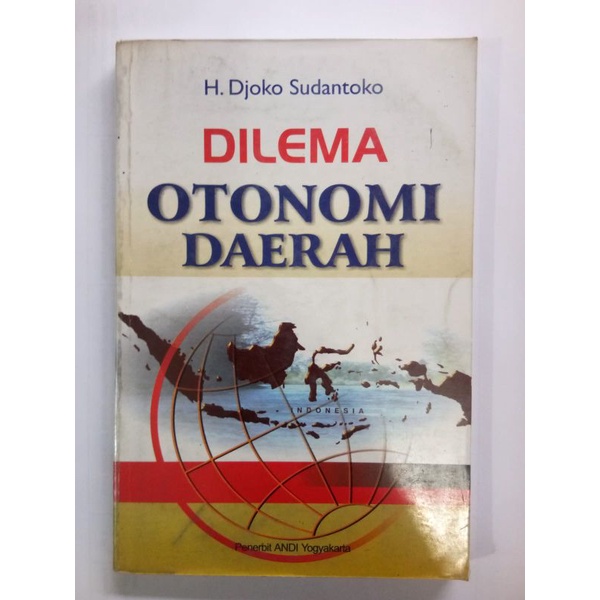 H. Djoko Sudantoko
DILEMA
OTONOMI
DAERAH
INDONESIA
Penerbit ANDI Yogyakarta